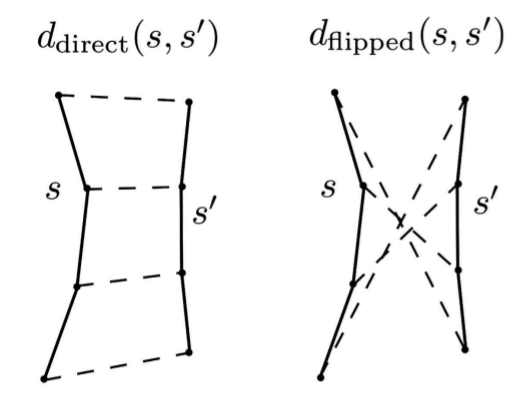 d_direct(s, s′)
d_flipped(s, s′)
s
s′
s
s′